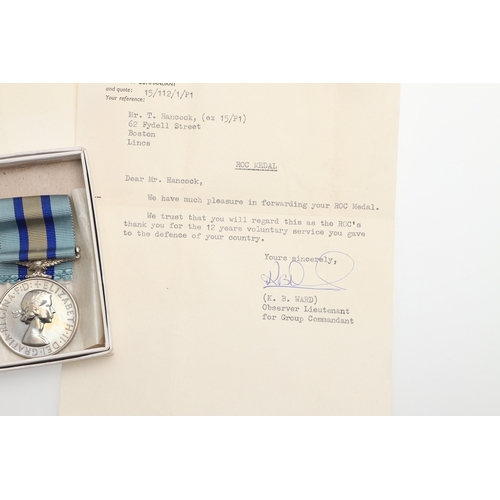 and quote: 15/112/1/P1
Your reference:
Mr. T. Hancock, (ex 15/P1)
62 Fydell Street
Boston
Lincs
ROC MEDAL
Dear Mr. Hancock,
We have much pleasure in forwarding your ROC Medal.
We trust that you will regard this as the ROC's
thank you for the 12 years voluntary service you gave
to the defence of your country.
Yours sincerely,
(K. B. WARD)
Observer Lieutenant
for Group Commandant
ELIZABETH·II·DEI·GRATIA·REGINA·F:D:+